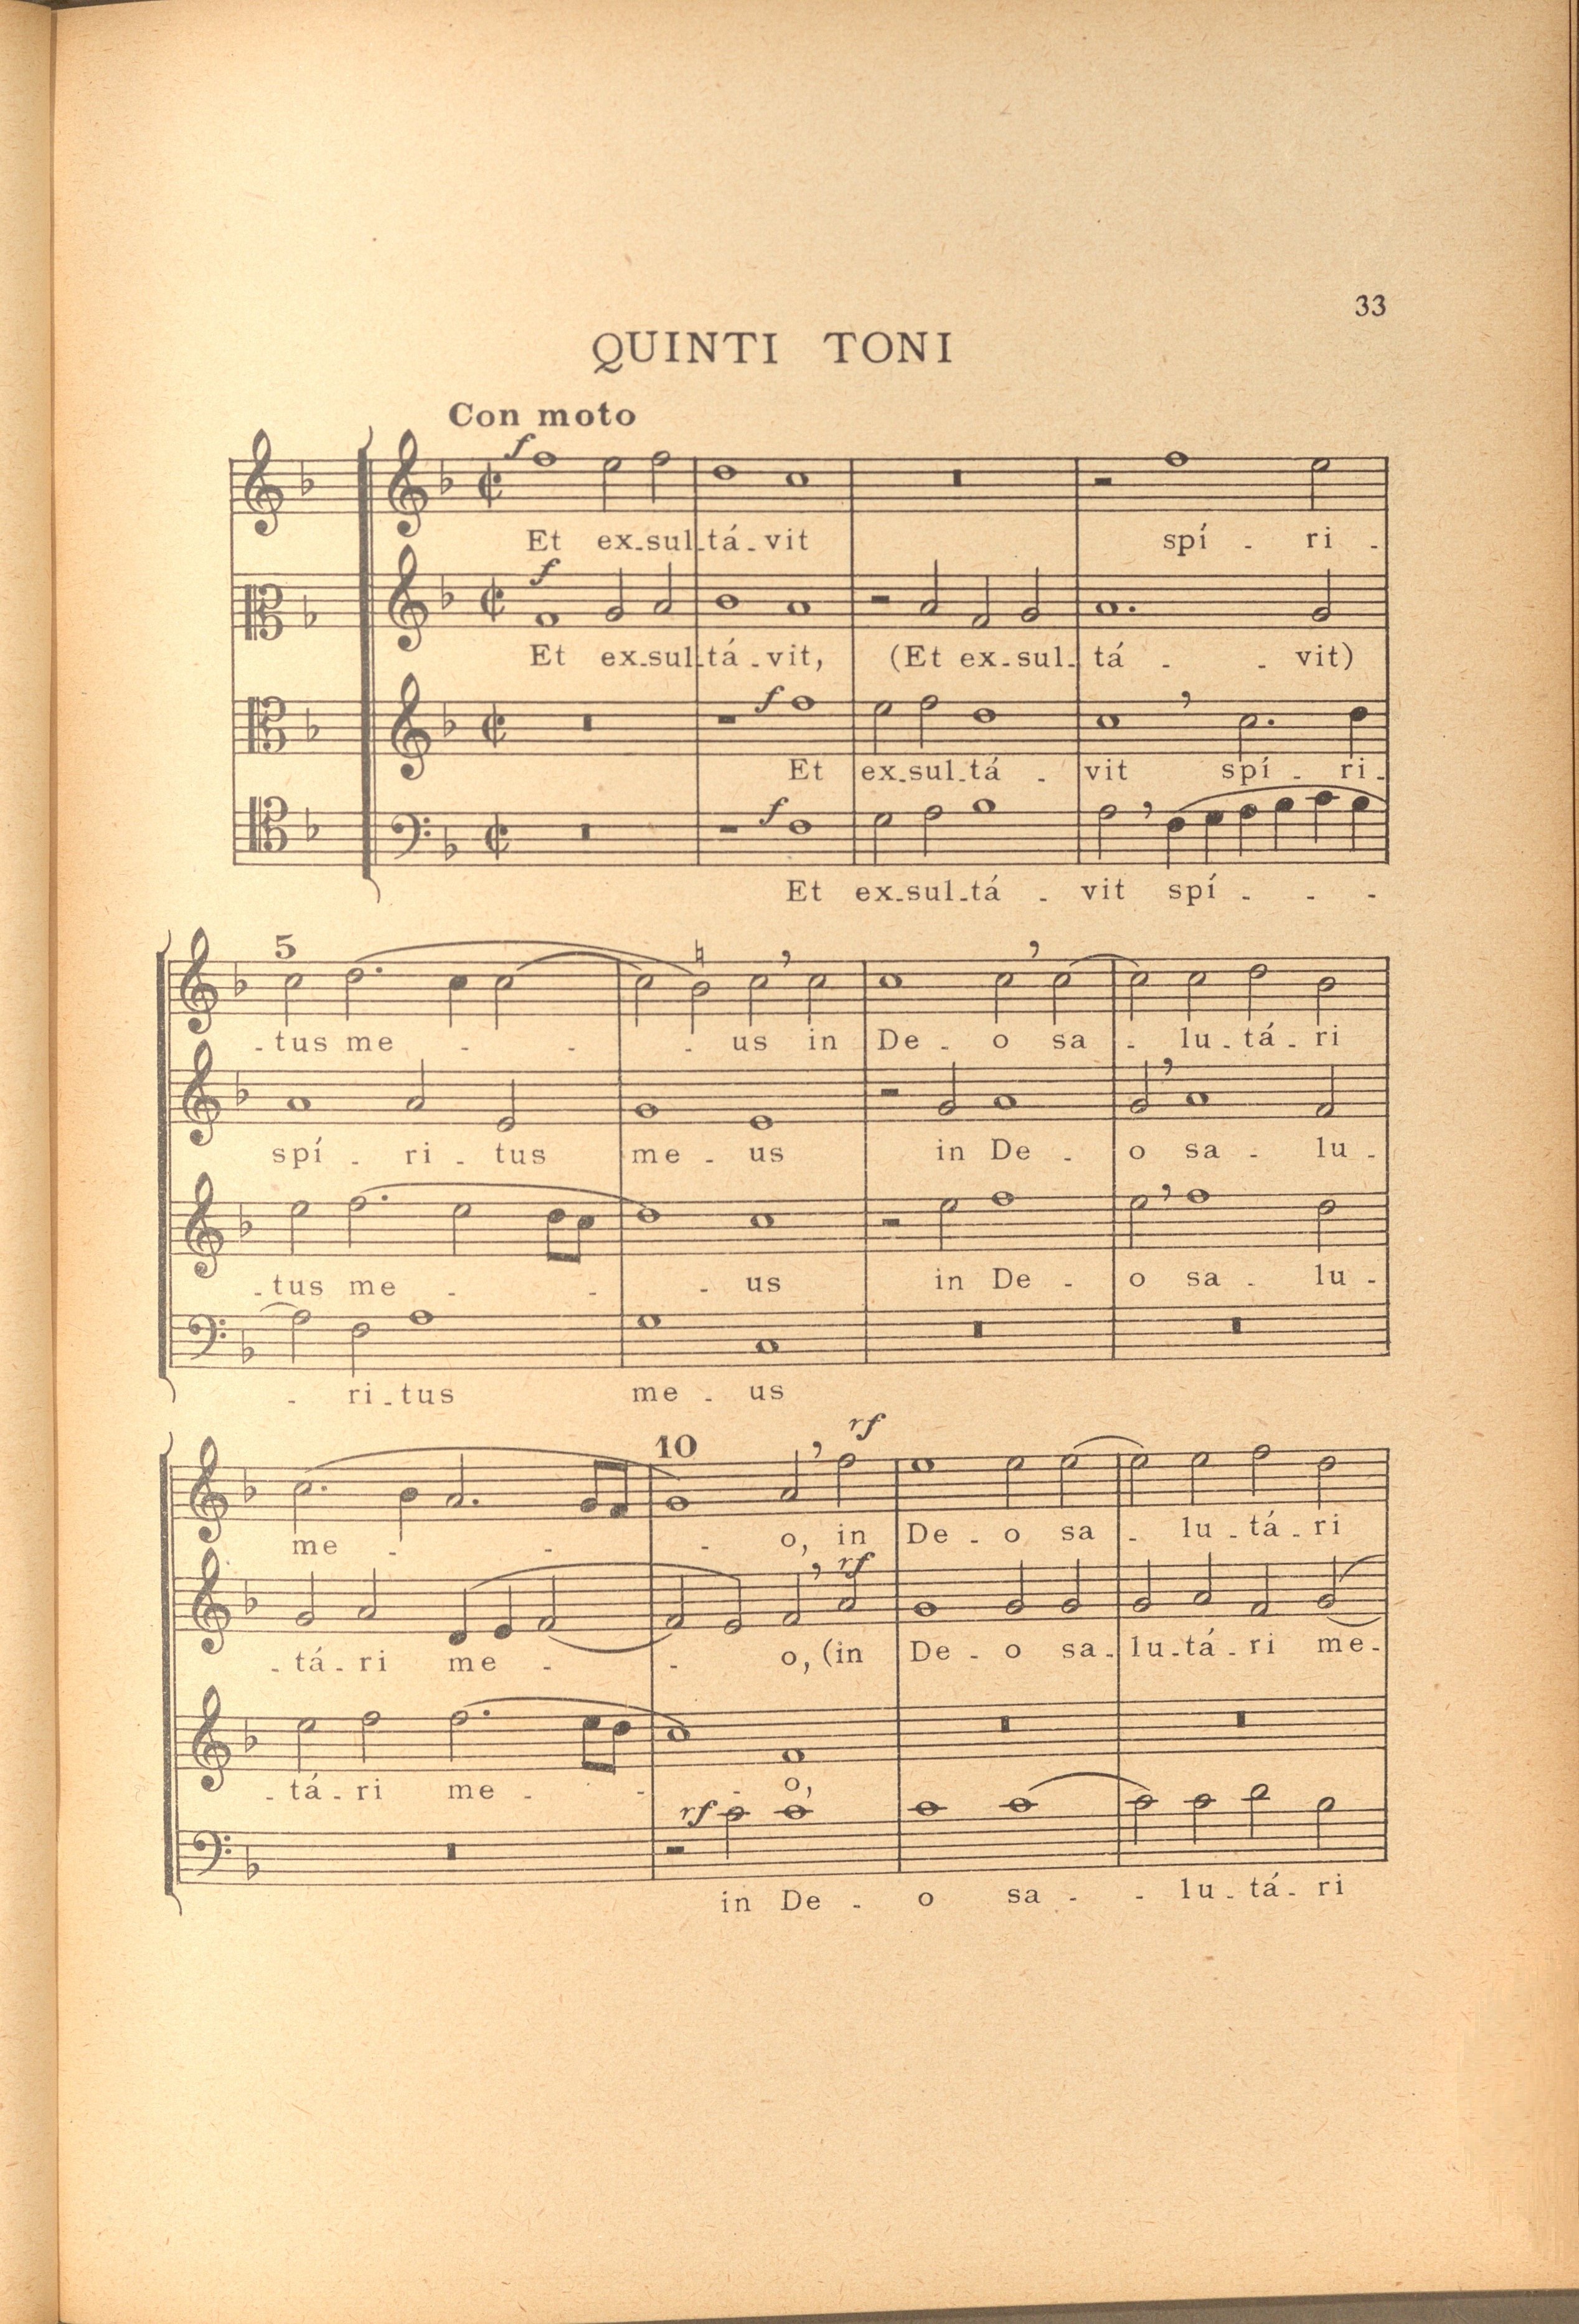 33
QUINTI TONI
Con moto
f
Et ex-sul-tá-vit spí - ri -
f
Et ex-sul-tá-vit, (Et ex-sul-tá - - vit)
f
Et ex-sul-tá - vit spí - ri -
f
Et ex-sul-tá - vit spí - - -
5
-tus me - - - us in De - o sa - lu-tá-ri
spí - ri - tus me - us in De - o sa - lu -
-tus me - - - us in De - o sa - lu -
- ri-tus me - us
10 rf
me - - - o, in De - o sa - lu-tá-ri
rf
-tá-ri me - - o, (in De - o sa-lu-tá-ri me-
-tá-ri me - - - o,
rf
in De - o sa - - lu-tá-ri